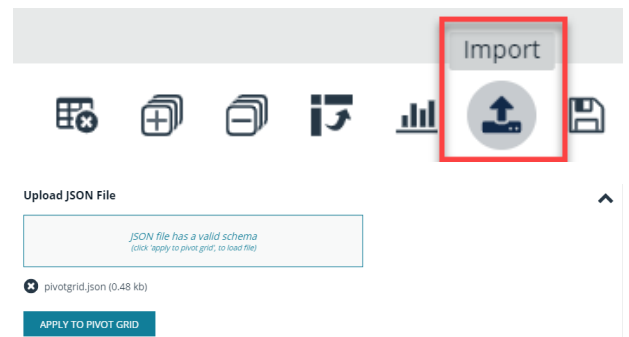 Import
Upload JSON File
JSON file has a valid schema
(click 'apply to pivot grid', to load file)
pivotgrid.json (0.48 kb)
APPLY TO PIVOT GRID